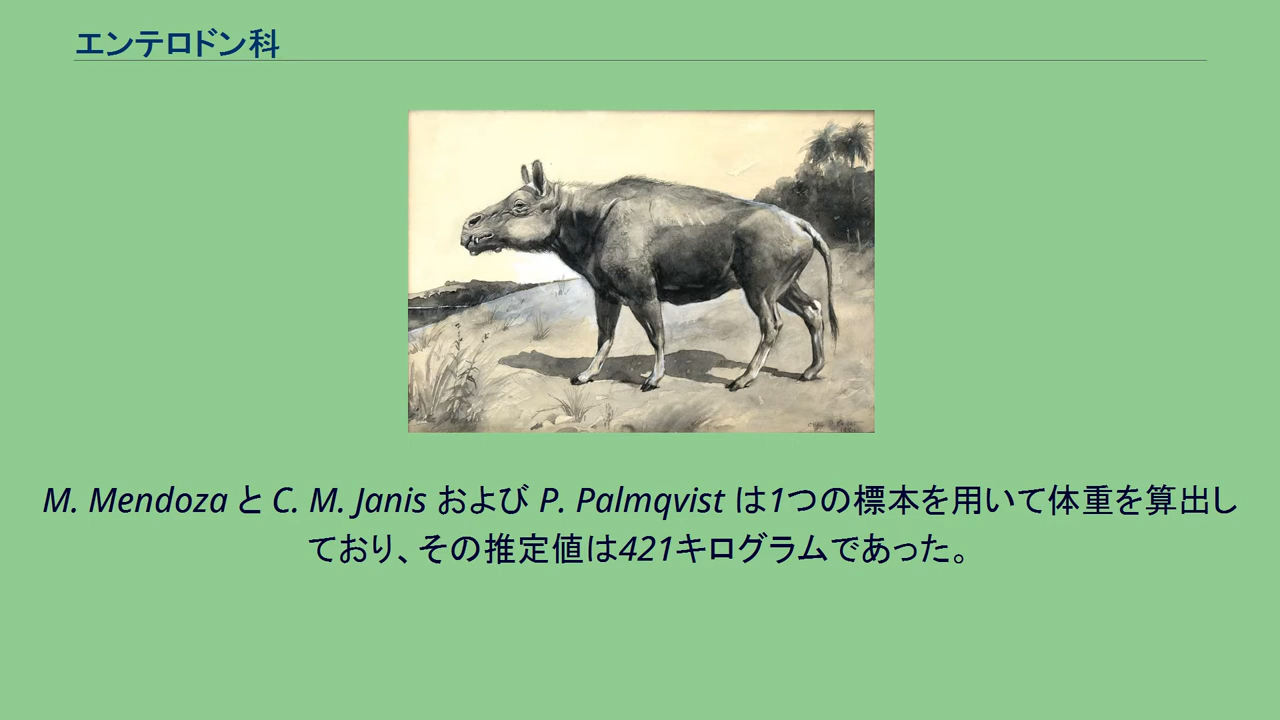 エンテロドン科
M. Mendoza と C. M. Janis および P. Palmqvist は1つの標本を用いて体重を算出し
ており、その推定値は421キログラムであった。